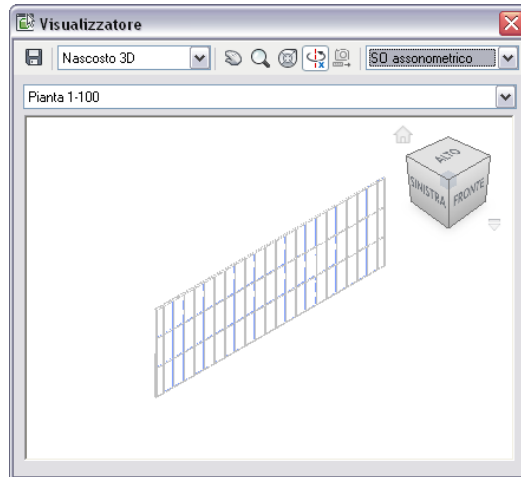 Visualizzatore
Nascosto 3D
SO assonometrico
Pianta 1-100
ALTO
SINISTRA
FRONTE